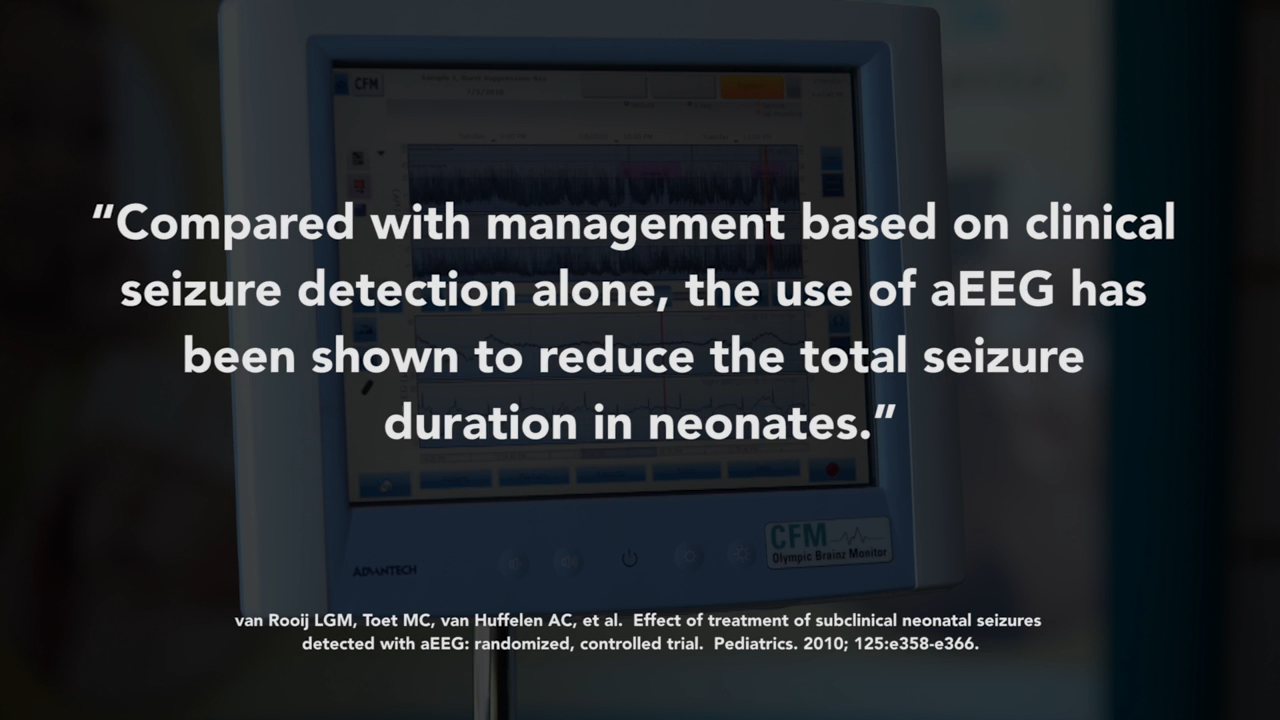 CFM
“Compared with management based on clinical
seizure detection alone, the use of aEEG has
been shown to reduce the total seizure
duration in neonates.”
CFM
Olympic Brainz Monitor
ADVANTECH
van Rooij LGM, Toet MC, van Huffelen AC, et al. Effect of treatment of subclinical neonatal seizures
detected with aEEG: randomized, controlled trial. Pediatrics. 2010; 125:e358-e366.